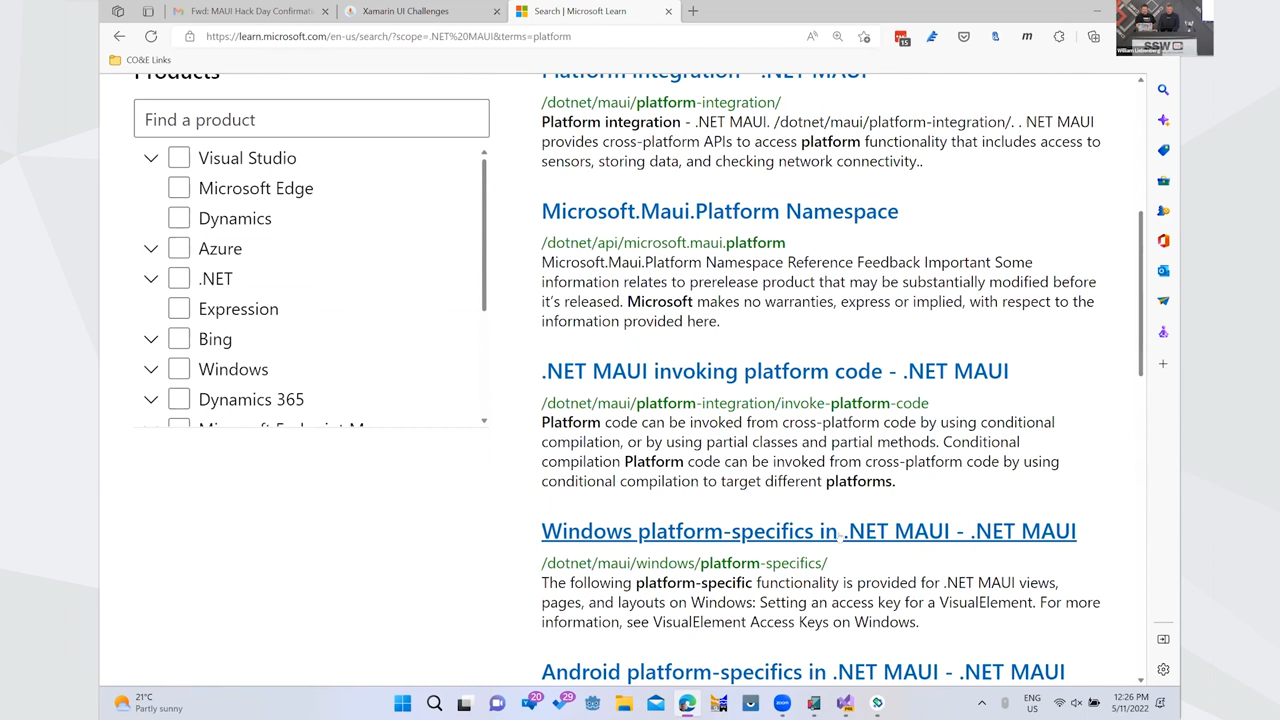 Fwd: MAUI Hack Day Confirmat
Xamarin UI Challenges
Search | Microsoft Learn
https://learn.microsoft.com/en-us/search/?scope=.NET%20MAUI&terms=platform
15
m
CO&E Links
William Liebenberg
SSW
Products
Find a product
Visual Studio
Microsoft Edge
Dynamics
Azure
.NET
Expression
Bing
Windows
Dynamics 365
Platform integration - .NET MAUI
/dotnet/maui/platform-integration/
Platform integration - .NET MAUI. /dotnet/maui/platform-integration/. . NET MAUI
provides cross-platform APIs to access platform functionality that includes access to
sensors, storing data, and checking network connectivity..
Microsoft.Maui.Platform Namespace
/dotnet/api/microsoft.maui.platform
Microsoft.Maui.Platform Namespace Reference Feedback Important Some
information relates to prerelease product that may be substantially modified before
it's released. Microsoft makes no warranties, express or implied, with respect to the
information provided here.
.NET MAUI invoking platform code - .NET MAUI
/dotnet/maui/platform-integration/invoke-platform-code
Platform code can be invoked from cross-platform code by using conditional
compilation, or by using partial classes and partial methods. Conditional
compilation Platform code can be invoked from cross-platform code by using
conditional compilation to target different platforms.
Windows platform-specifics in .NET MAUI - .NET MAUI
/dotnet/maui/windows/platform-specifics/
The following platform-specific functionality is provided for .NET MAUI views,
pages, and layouts on Windows: Setting an access key for a VisualElement. For more
information, see VisualElement Access Keys on Windows.
Android platform-specifics in .NET MAUI - .NET MAUI
21°C
Partly sunny
20
29
ENG
US
12:26 PM
5/11/2022